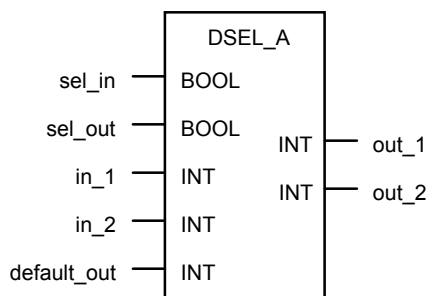 DSEL_A
sel_in BOOL
sel_out BOOL
INT out_1
in_1 INT
INT out_2
in_2 INT
default_out INT